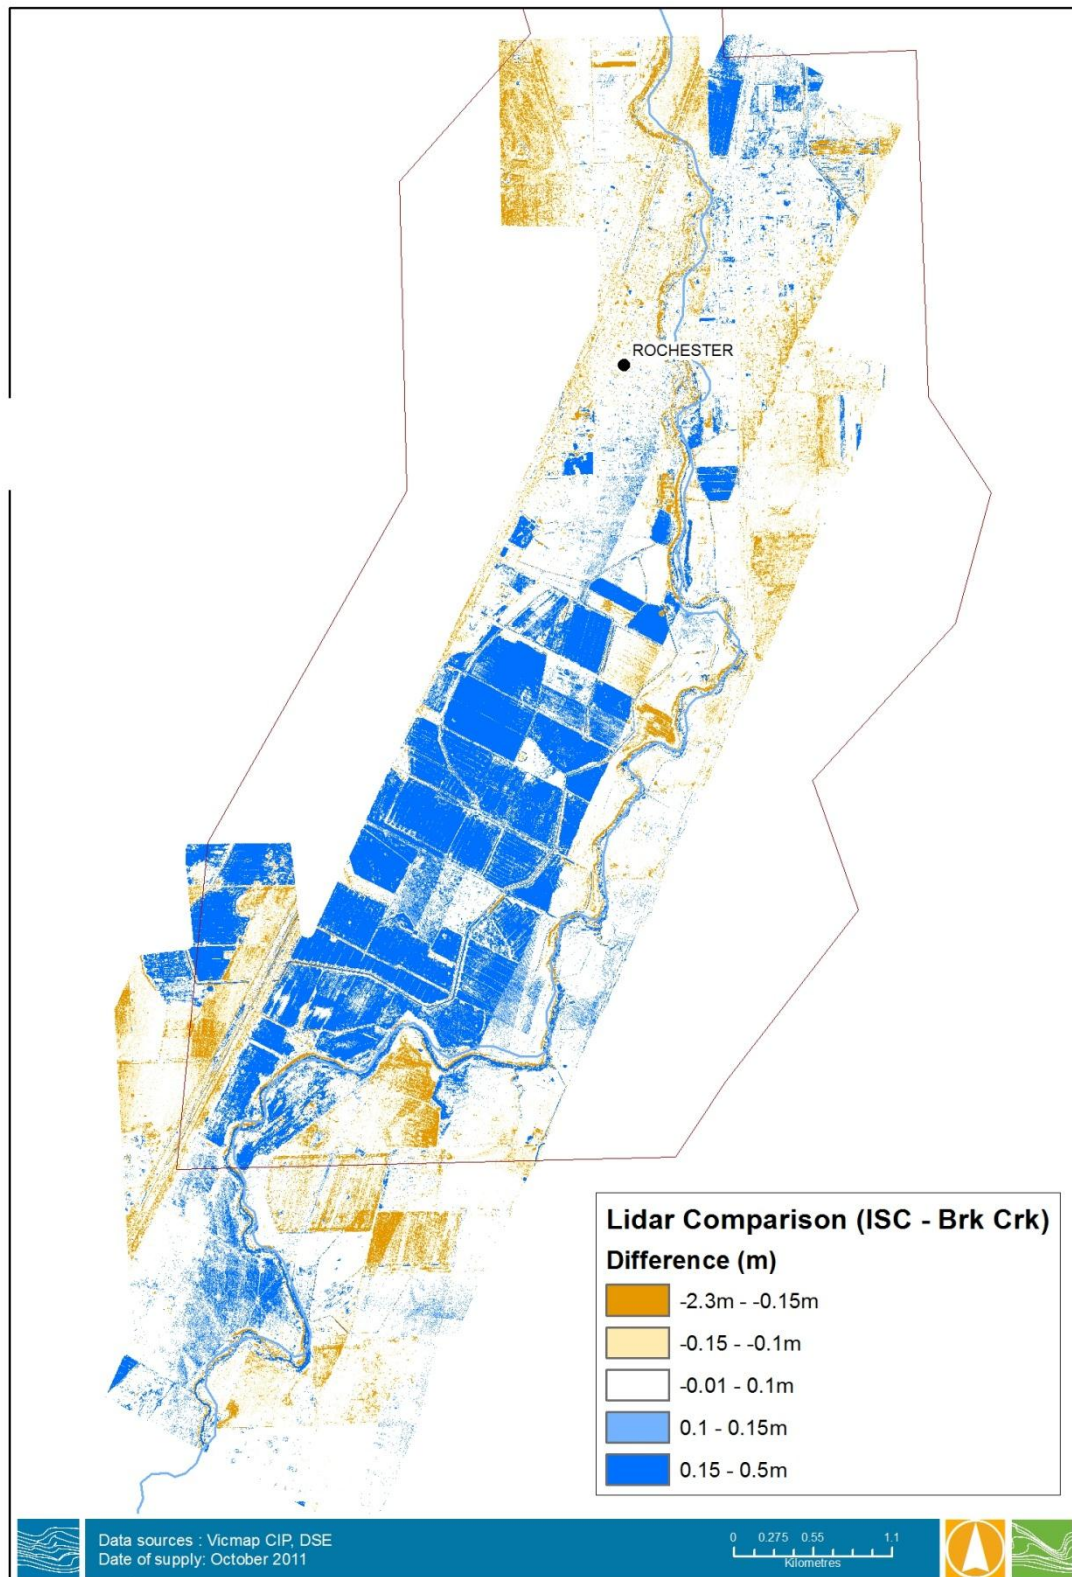 ROCHESTER
Lidar Comparison (ISC - Brk Crk)
Difference (m)
-2.3m - -0.15m
-0.15 - -0.1m
-0.01 - 0.1m
0.1 - 0.15m
0.15 - 0.5m
Data sources : Vicmap CIP, DSE
Date of supply: October 2011
0 0.275 0.55 1.1
Kilometres